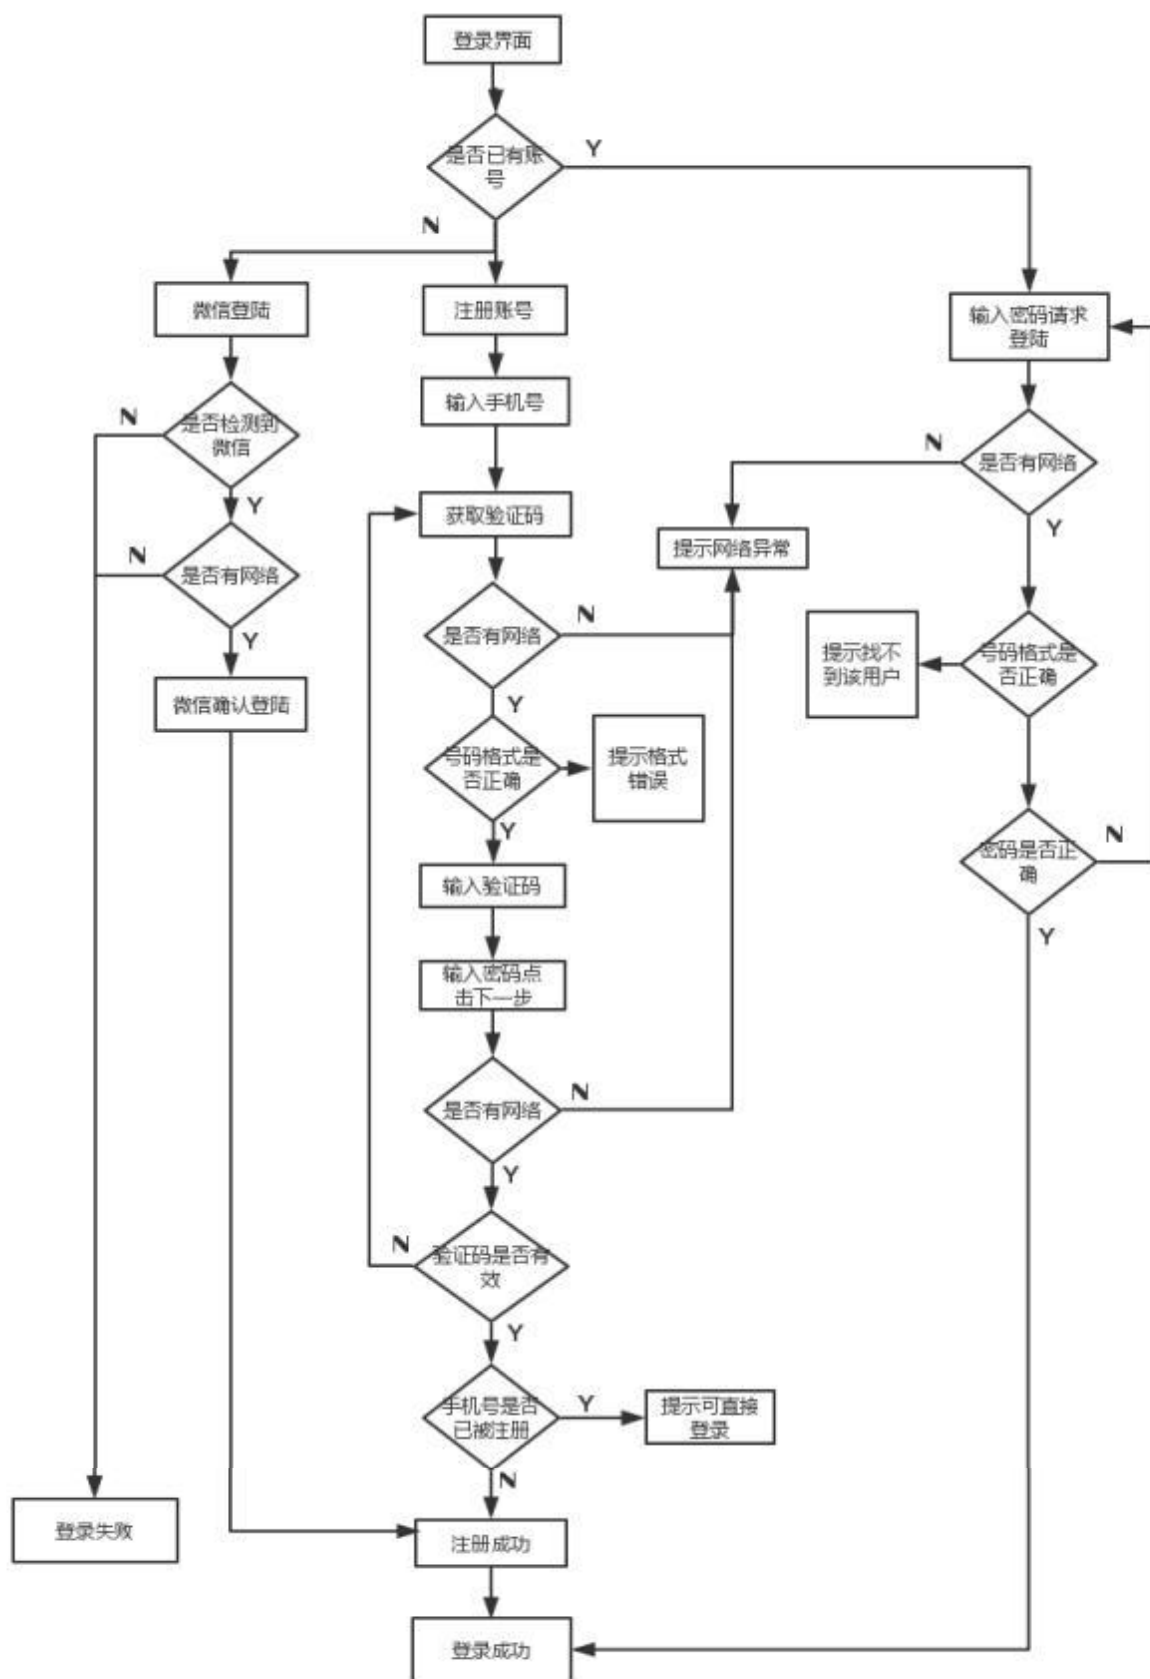 登录界面
是否已有账
号
Y
N
微信登陆
注册账号
输入密码请求
登陆
是否检测到
微信
N
Y
输入手机号
是否有网络
N
Y
获取验证码
提示网络异常
是否有网络
N
Y
是否有网络
N
Y
提示找不
到该用户
号码格式是
否正确
微信确认登陆
号码格式是
否正确
Y
提示格式
错误
密码是否正
确
N
Y
输入验证码
输入密码点
击下一步
是否有网络
N
Y
验证码是否有
效
N
Y
手机号是否
已被注册
Y
N
提示可直接
登录
登录失败
注册成功
登录成功